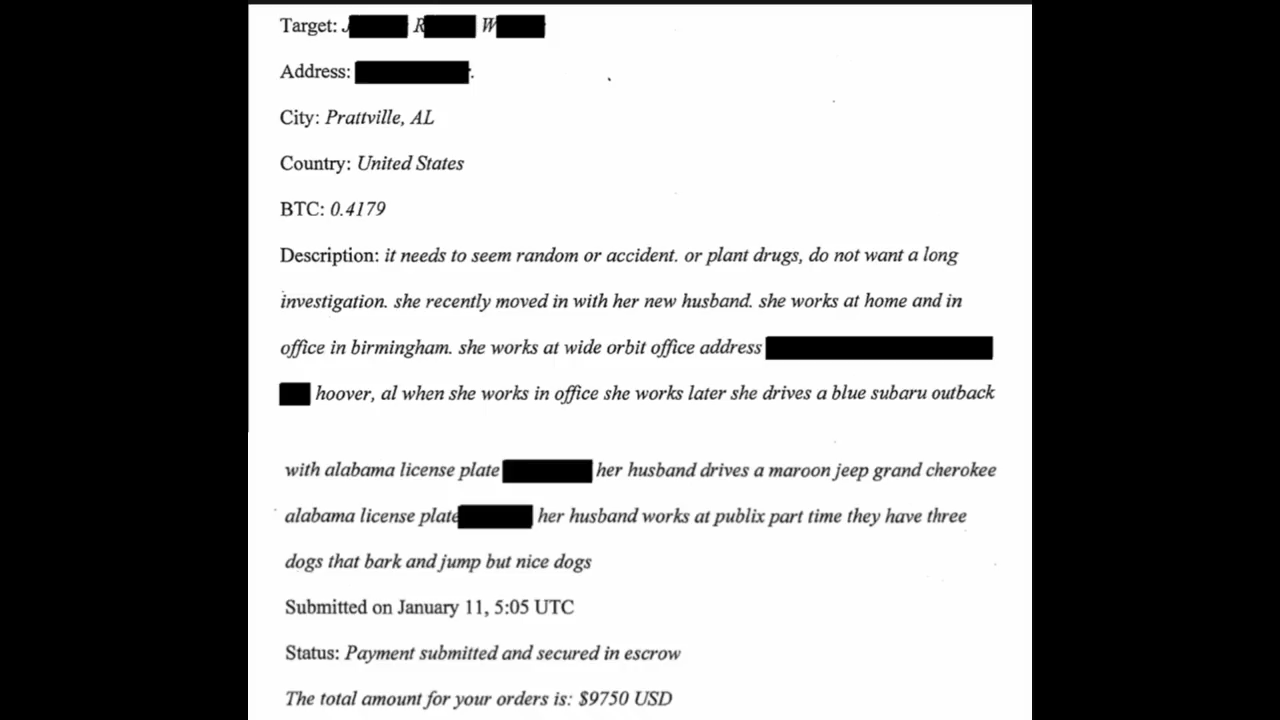 Target: J R W
Address: .
City: Prattville, AL
Country: United States
BTC: 0.4179
Description: it needs to seem random or accident. or plant drugs, do not want a long
investigation. she recently moved in with her new husband. she works at home and in
office in birmingham. she works at wide orbit office address
hoover, al when she works in office she works later she drives a blue subaru outback
with alabama license plate her husband drives a maroon jeep grand cherokee
alabama license plate her husband works at publix part time they have three
dogs that bark and jump but nice dogs
Submitted on January 11, 5:05 UTC
Status: Payment submitted and secured in escrow
The total amount for your orders is: $9750 USD